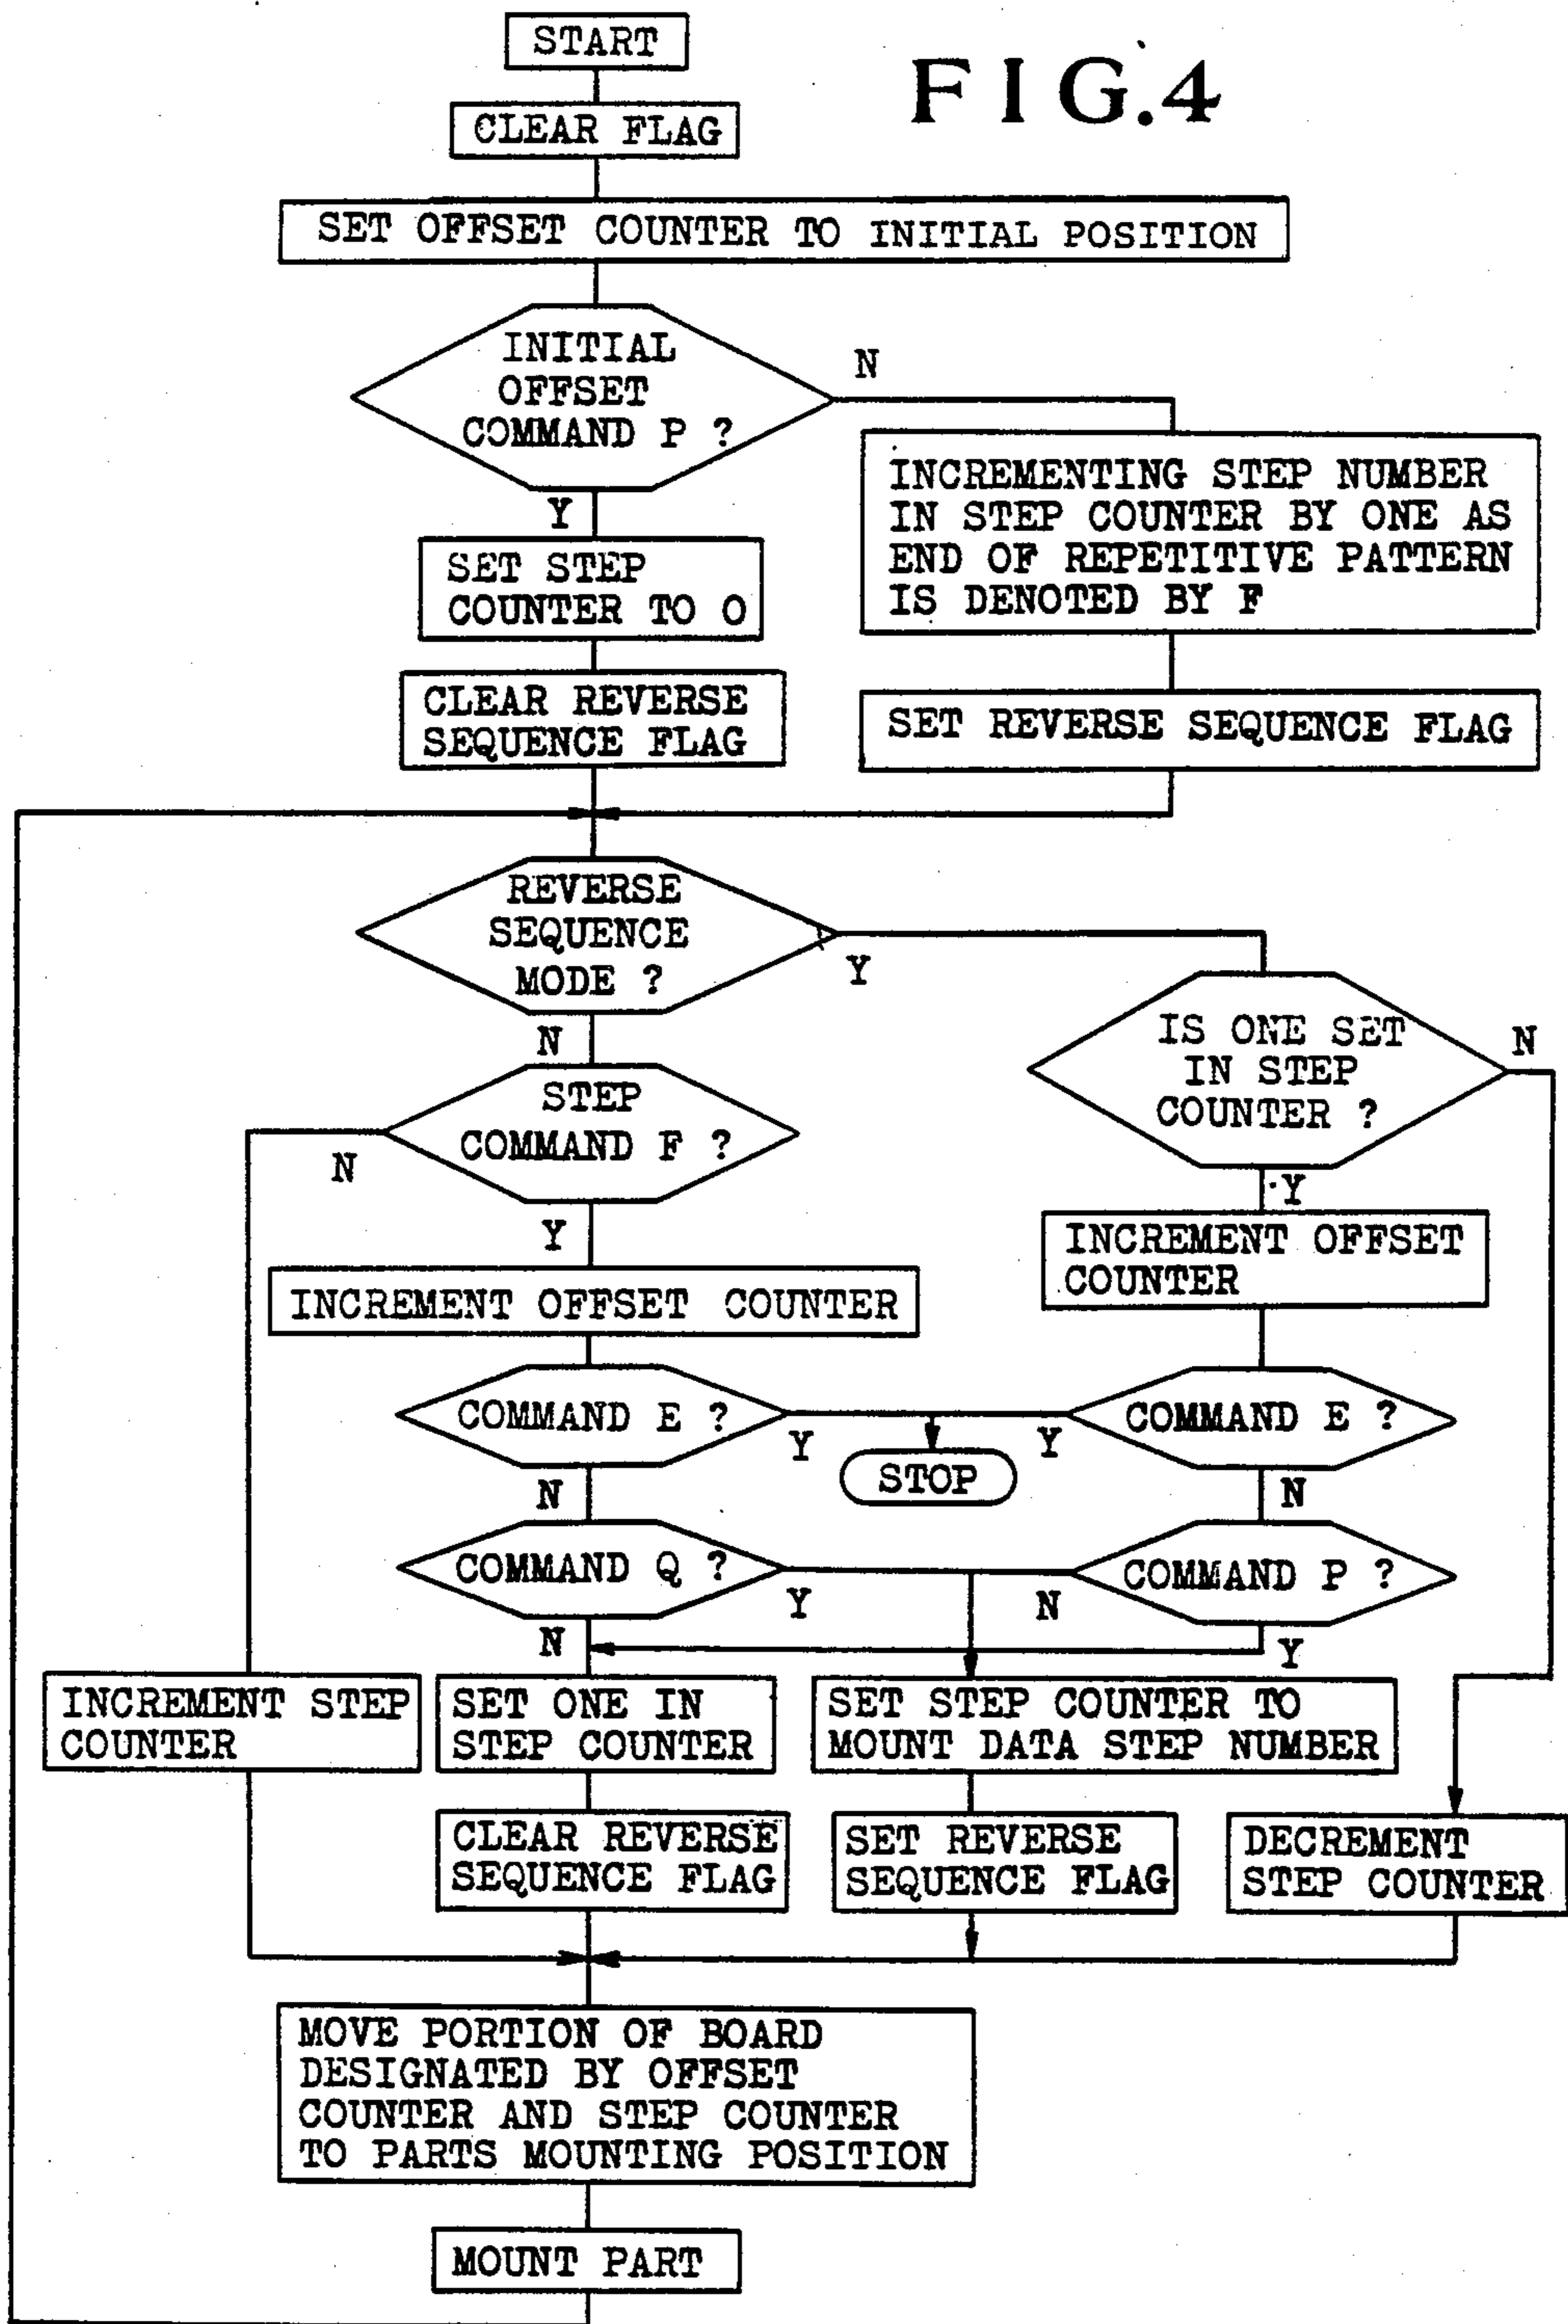 START
FIG.4
CLEAR FLAG
SET OFFSET COUNTER TO INITIAL POSITION
INITIAL
OFFSET
COMMAND P ?
N
Y
INCREMENTING STEP NUMBER
IN STEP COUNTER BY ONE AS
END OF REPETITIVE PATTERN
IS DENOTED BY F
SET STEP
COUNTER TO O
CLEAR REVERSE
SEQUENCE FLAG
SET REVERSE SEQUENCE FLAG
REVERSE
SEQUENCE
MODE ?
Y
N
IS ONE SET
IN STEP
COUNTER ?
N
Y
STEP
COMMAND F ?
N
Y
INCREMENT OFFSET
COUNTER
INCREMENT OFFSET COUNTER
COMMAND E ?
Y
N
STOP
COMMAND E ?
Y
N
COMMAND Q ?
Y
N
COMMAND P ?
N
Y
INCREMENT STEP
COUNTER
SET ONE IN
STEP COUNTER
SET STEP COUNTER TO
MOUNT DATA STEP NUMBER
CLEAR REVERSE
SEQUENCE FLAG
SET REVERSE
SEQUENCE FLAG
DECREMENT
STEP COUNTER
MOVE PORTION OF BOARD
DESIGNATED BY OFFSET
COUNTER AND STEP COUNTER
TO PARTS MOUNTING POSITION
MOUNT PART